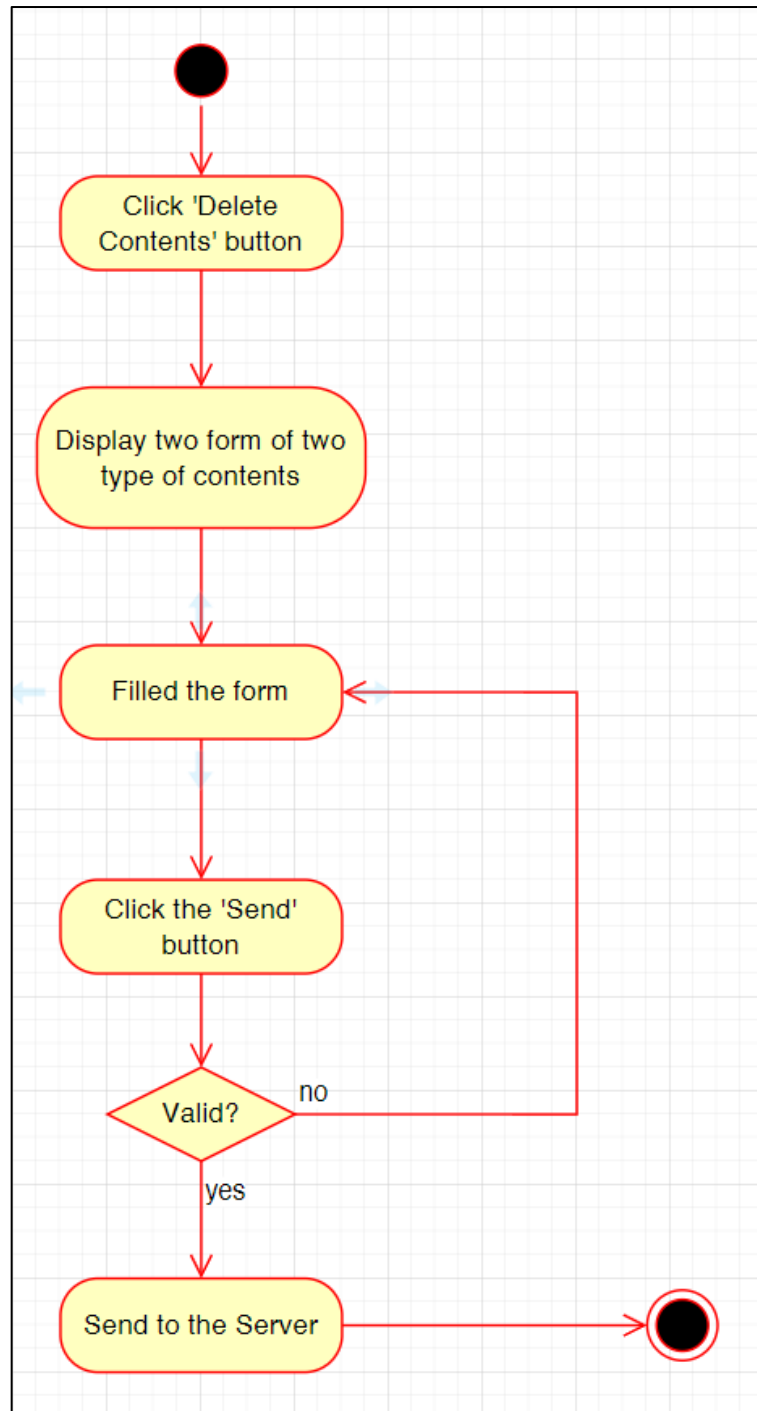 Click 'Delete
Contents' button
Display two form of two
type of contents
Filled the form
Click the 'Send'
button
Valid?
no
yes
Send to the Server